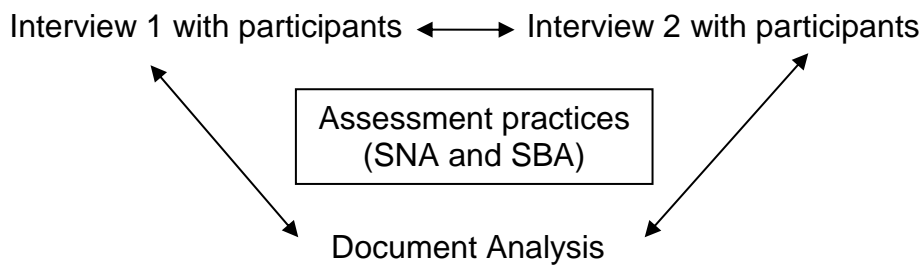 Interview 1 with participants Interview 2 with participants
Assessment practices
(SNA and SBA)
Document Analysis